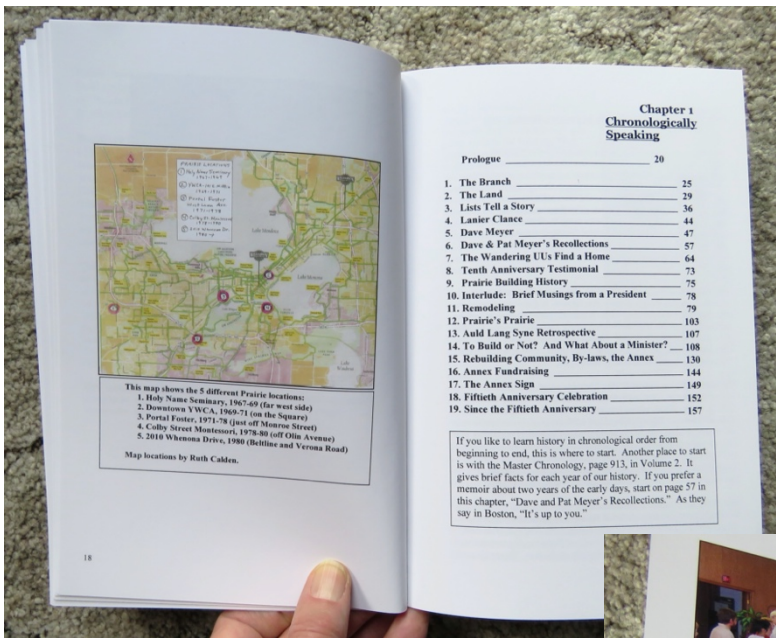 PRAIRIE LOCATIONS
Holy Name Seminary
Lake Mendota
Lake Monona
This map shows the 5 different Prairie locations:
1. Holy Name Seminary, 1967-69 (far west side)
2. Downtown YWCA, 1969-71 (on the Square)
3. Portal Foster, 1971-78 (just off Monroe Street)
4. Colby Street Montessori, 1978-80 (off Olin Avenue)
5. 2010 Whenona Drive, 1980 (Beltline and Verona Road)
Map locations by Ruth Calden.
18
Chapter 1
Chronologically
Speaking
Prologue 20
1. The Branch 25
2. The Land 29
3. Lists Tell a Story 36
4. Lanier Clance 44
5. Dave Meyer 47
6. Dave & Pat Meyer's Recollections 57
7. The Wandering UUs Find a Home 64
8. Tenth Anniversary Testimonial 73
9. Prairie Building History 75
10. Interlude: Brief Musings from a President 78
11. Remodeling 79
12. Prairie's Prairie 103
13. Auld Lang Syne Retrospective 107
14. To Build or Not? And What About a Minister? 108
15. Rebuilding Community, By-laws, the Annex 130
16. Annex Fundraising 144
17. The Annex Sign 149
18. Fiftieth Anniversary Celebration 152
19. Since the Fiftieth Anniversary 157
If you like to learn history in chronological order from
beginning to end, this is where to start. Another place to start
is with the Master Chronology, page 913, in Volume 2. It
gives brief facts for each year of our history. If you prefer a
memoir about two years of the early days, start on page 57 in
this chapter, "Dave and Pat Meyer's Recollections." As they
say in Boston, "It's up to you."